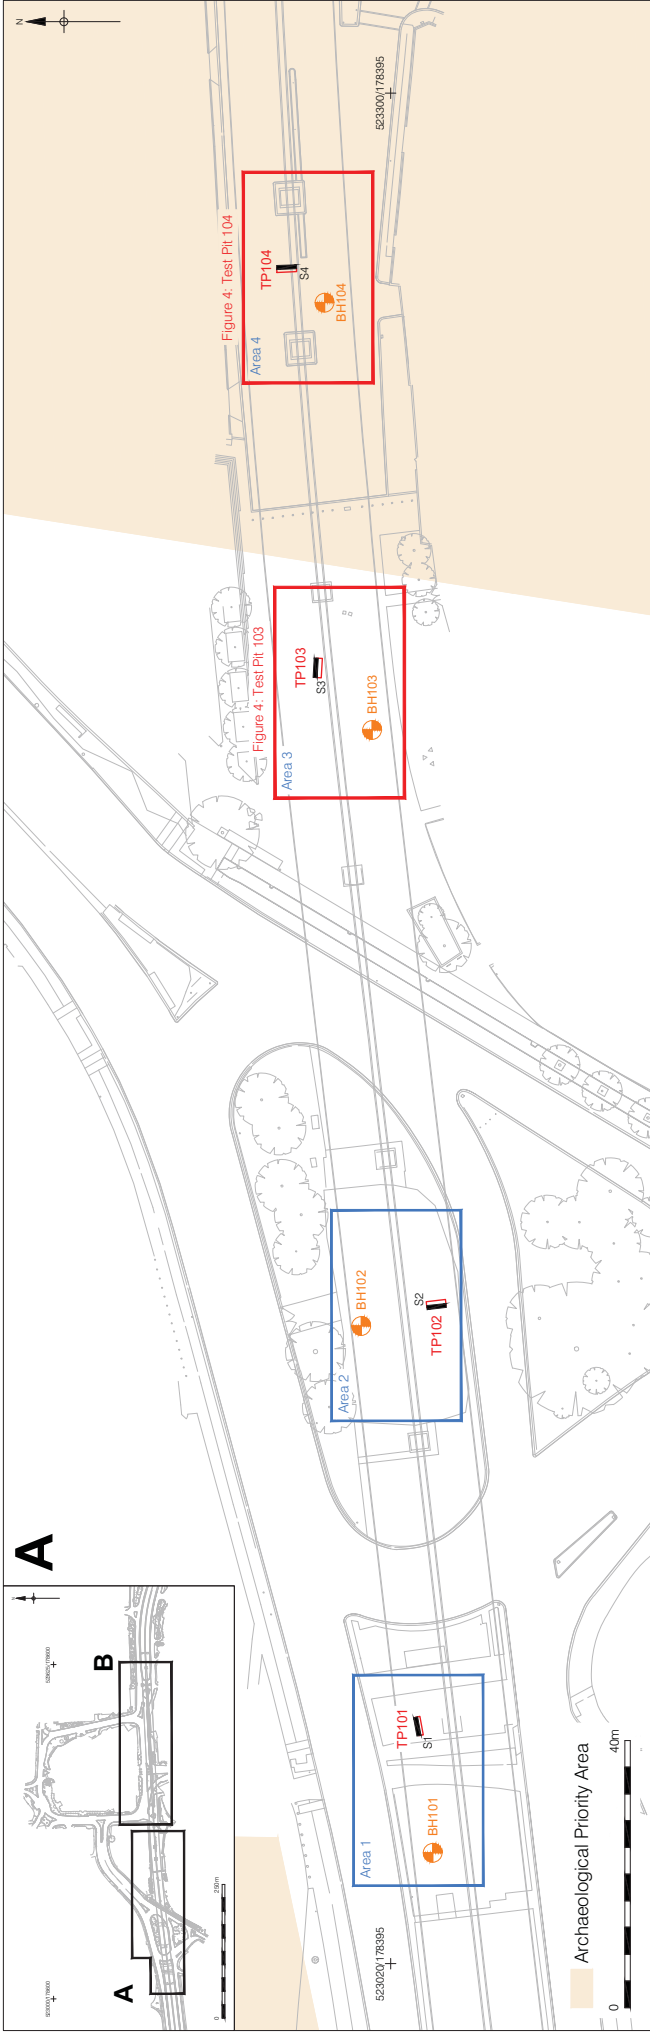 A
N
523300/178395
Figure 4: Test Pit 104
Area 4
TP104
S4
BH104
Figure 4: Test Pit 103
Area 3
TP103
S3
BH103
Area 2
BH102
S2
TP102
Area 1
TP101
S1
BH101
523020/178395
Archaeological Priority Area
0
40m
A
B
N
0
250m